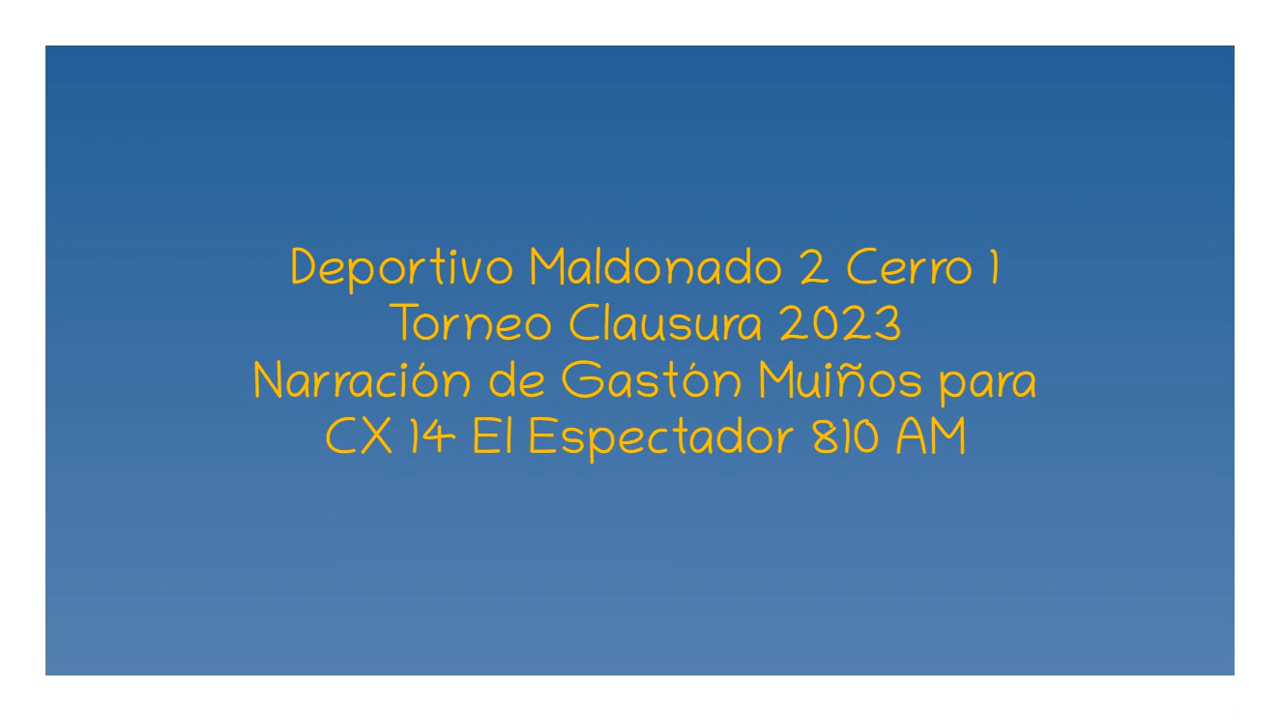 Deportivo Maldonado 2 Cerro 1
Torneo Clausura 2023
Narración de Gastón Muiños para
CX 14 El Espectador 810 AM